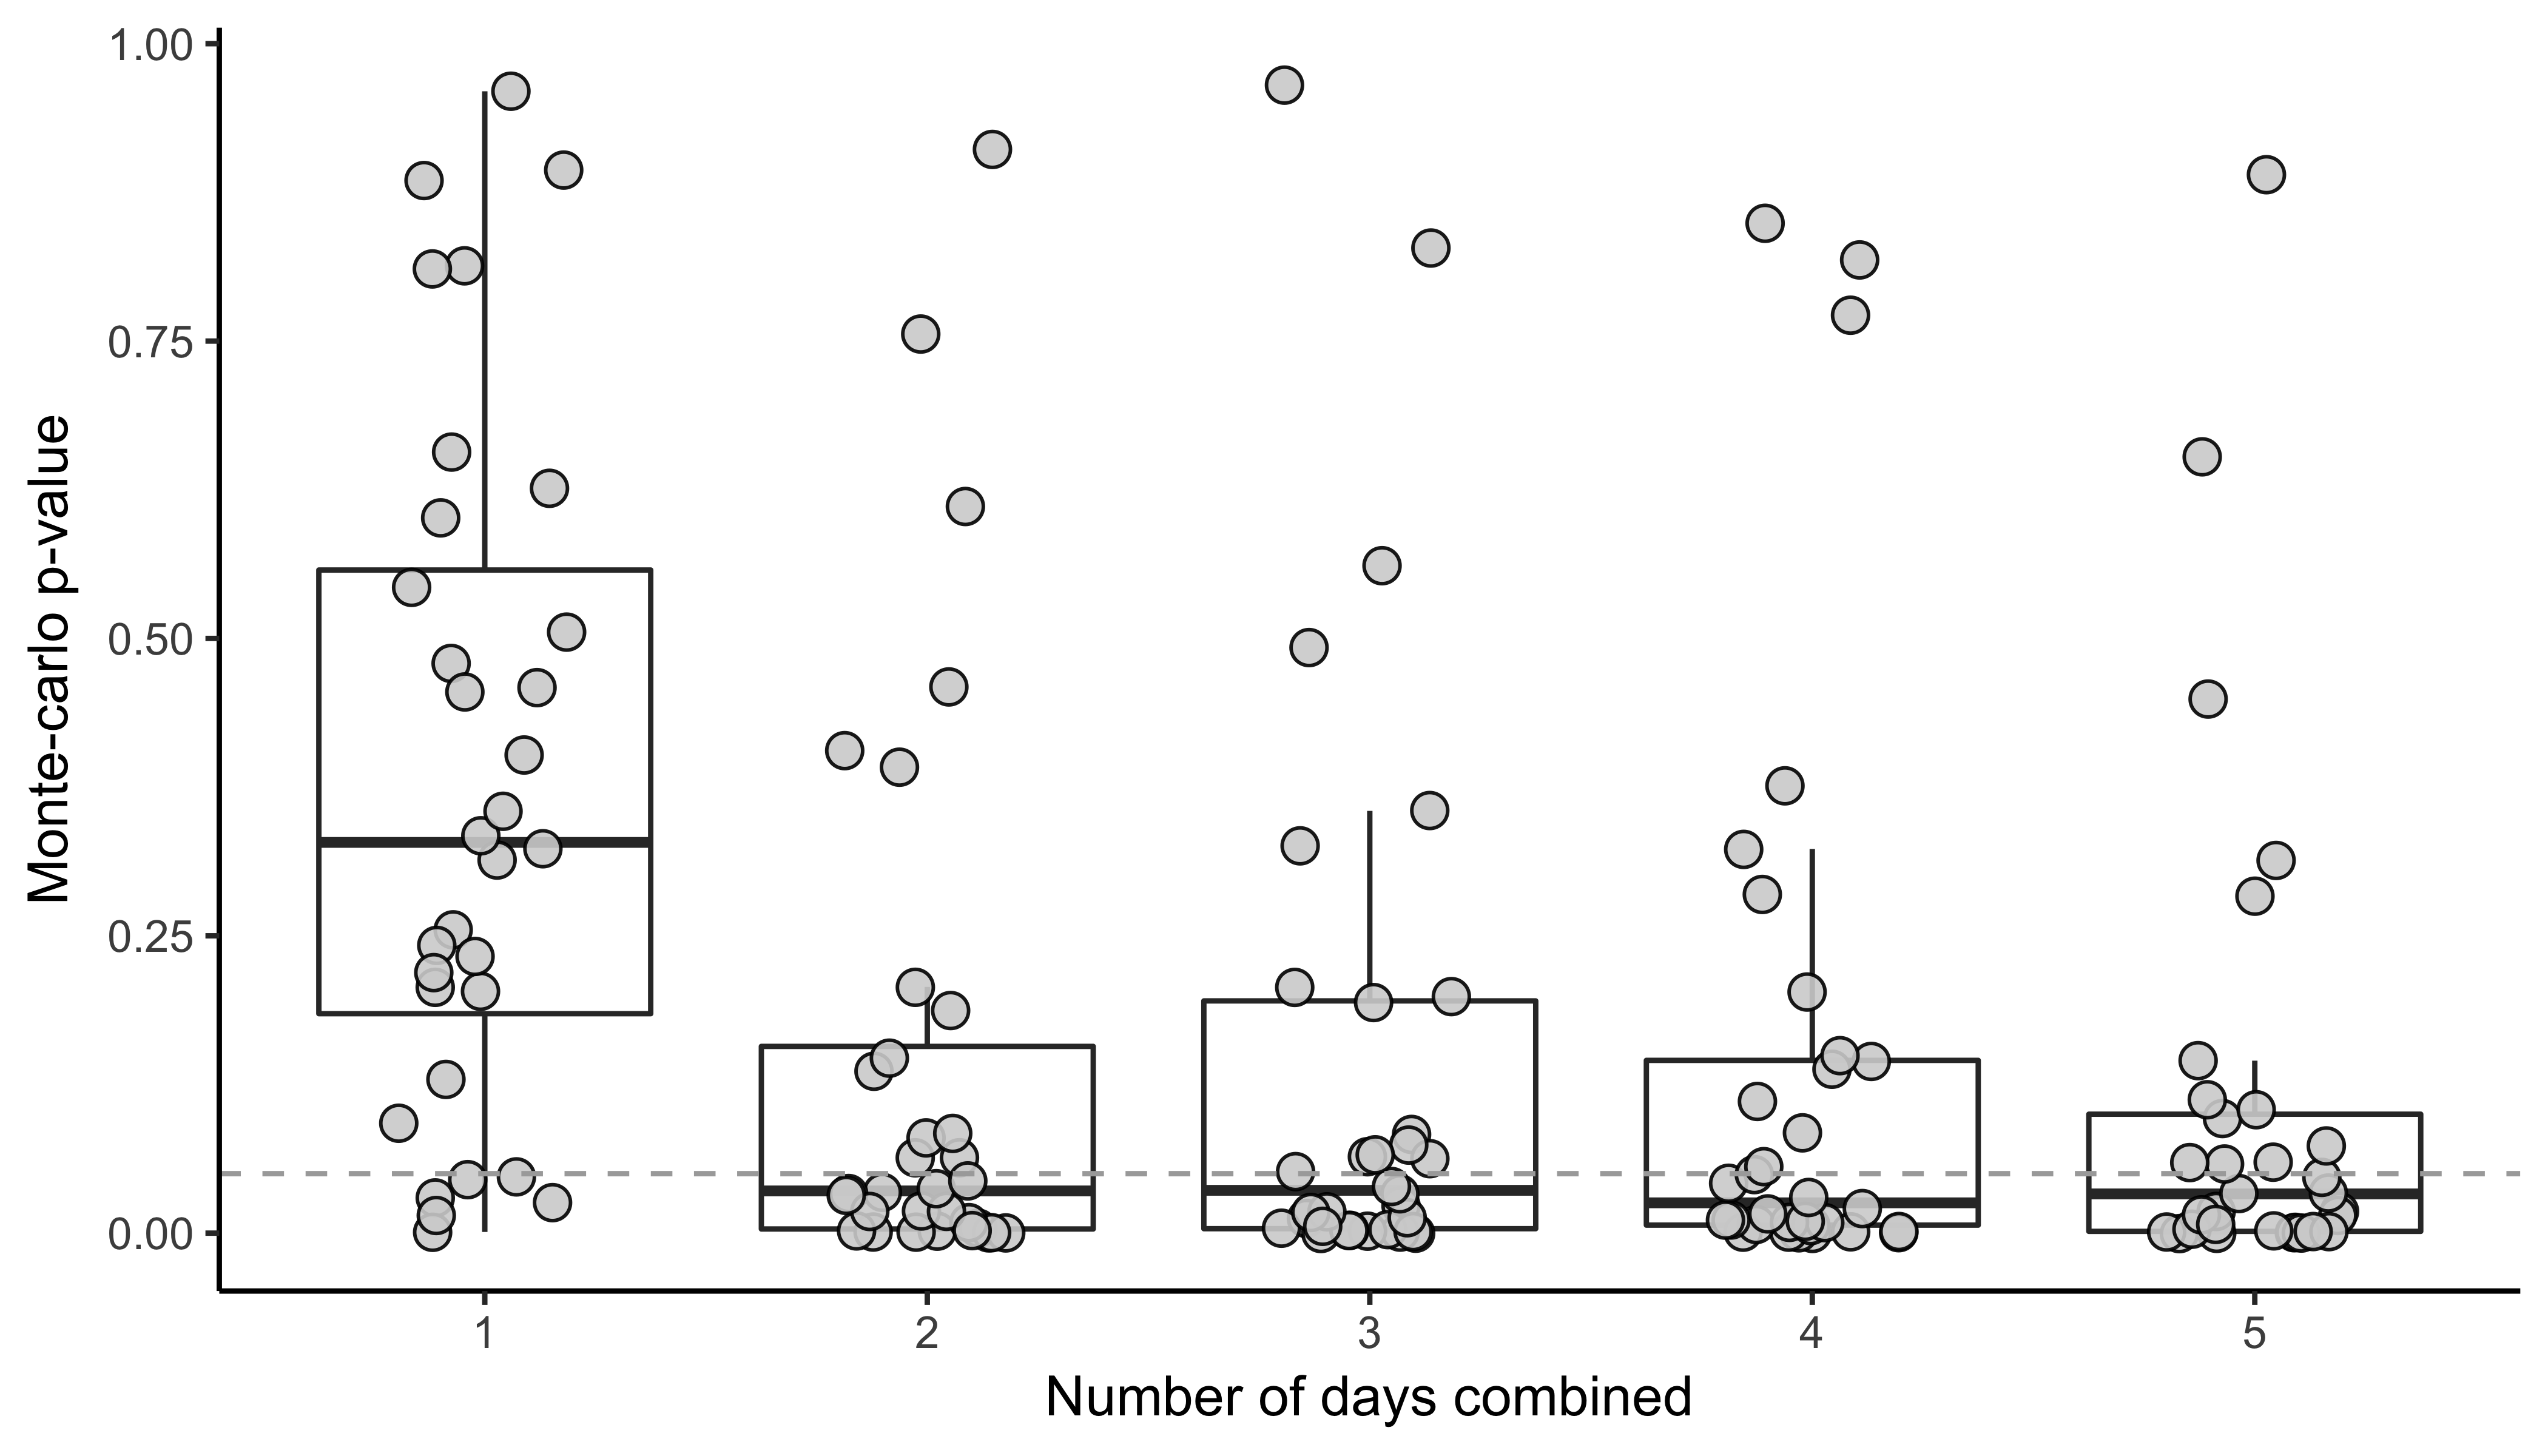 1.00
0.75
0.50
0.25
0.00
Monte-carlo p-value
1 2 3 4 5
Number of days combined